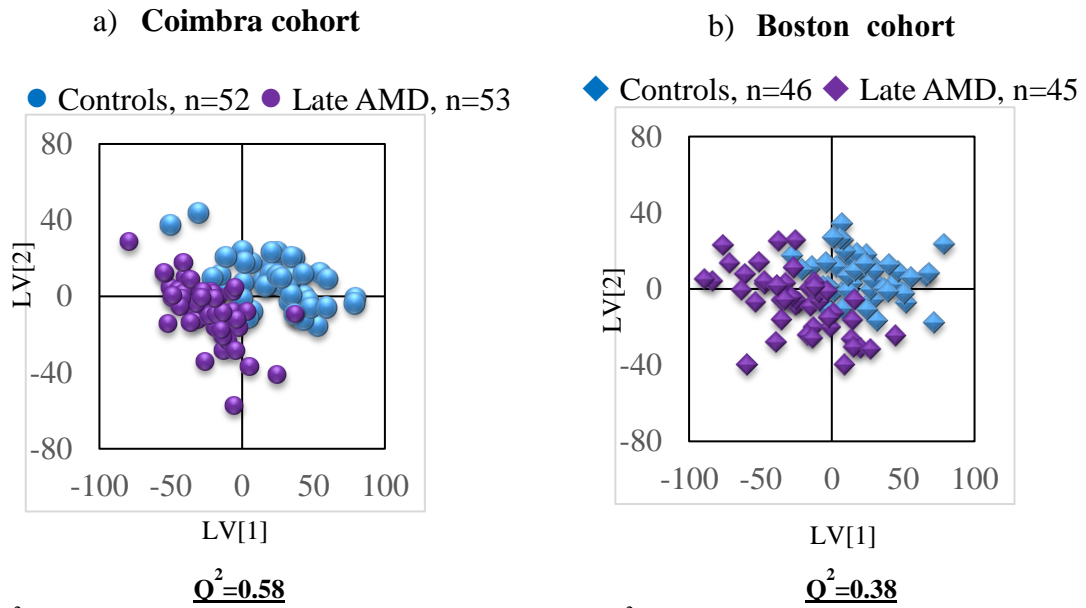 a) Coimbra cohort
Controls, n=52 Late AMD, n=53
80
40
0
-40
-80
LV[2]
-100 -50 0 50 100
LV[1]
Q²=0.58
b) Boston cohort
Controls, n=46 Late AMD, n=45
80
40
0
-40
-80
LV[2]
-100 -50 0 50 100
LV[1]
Q²=0.38